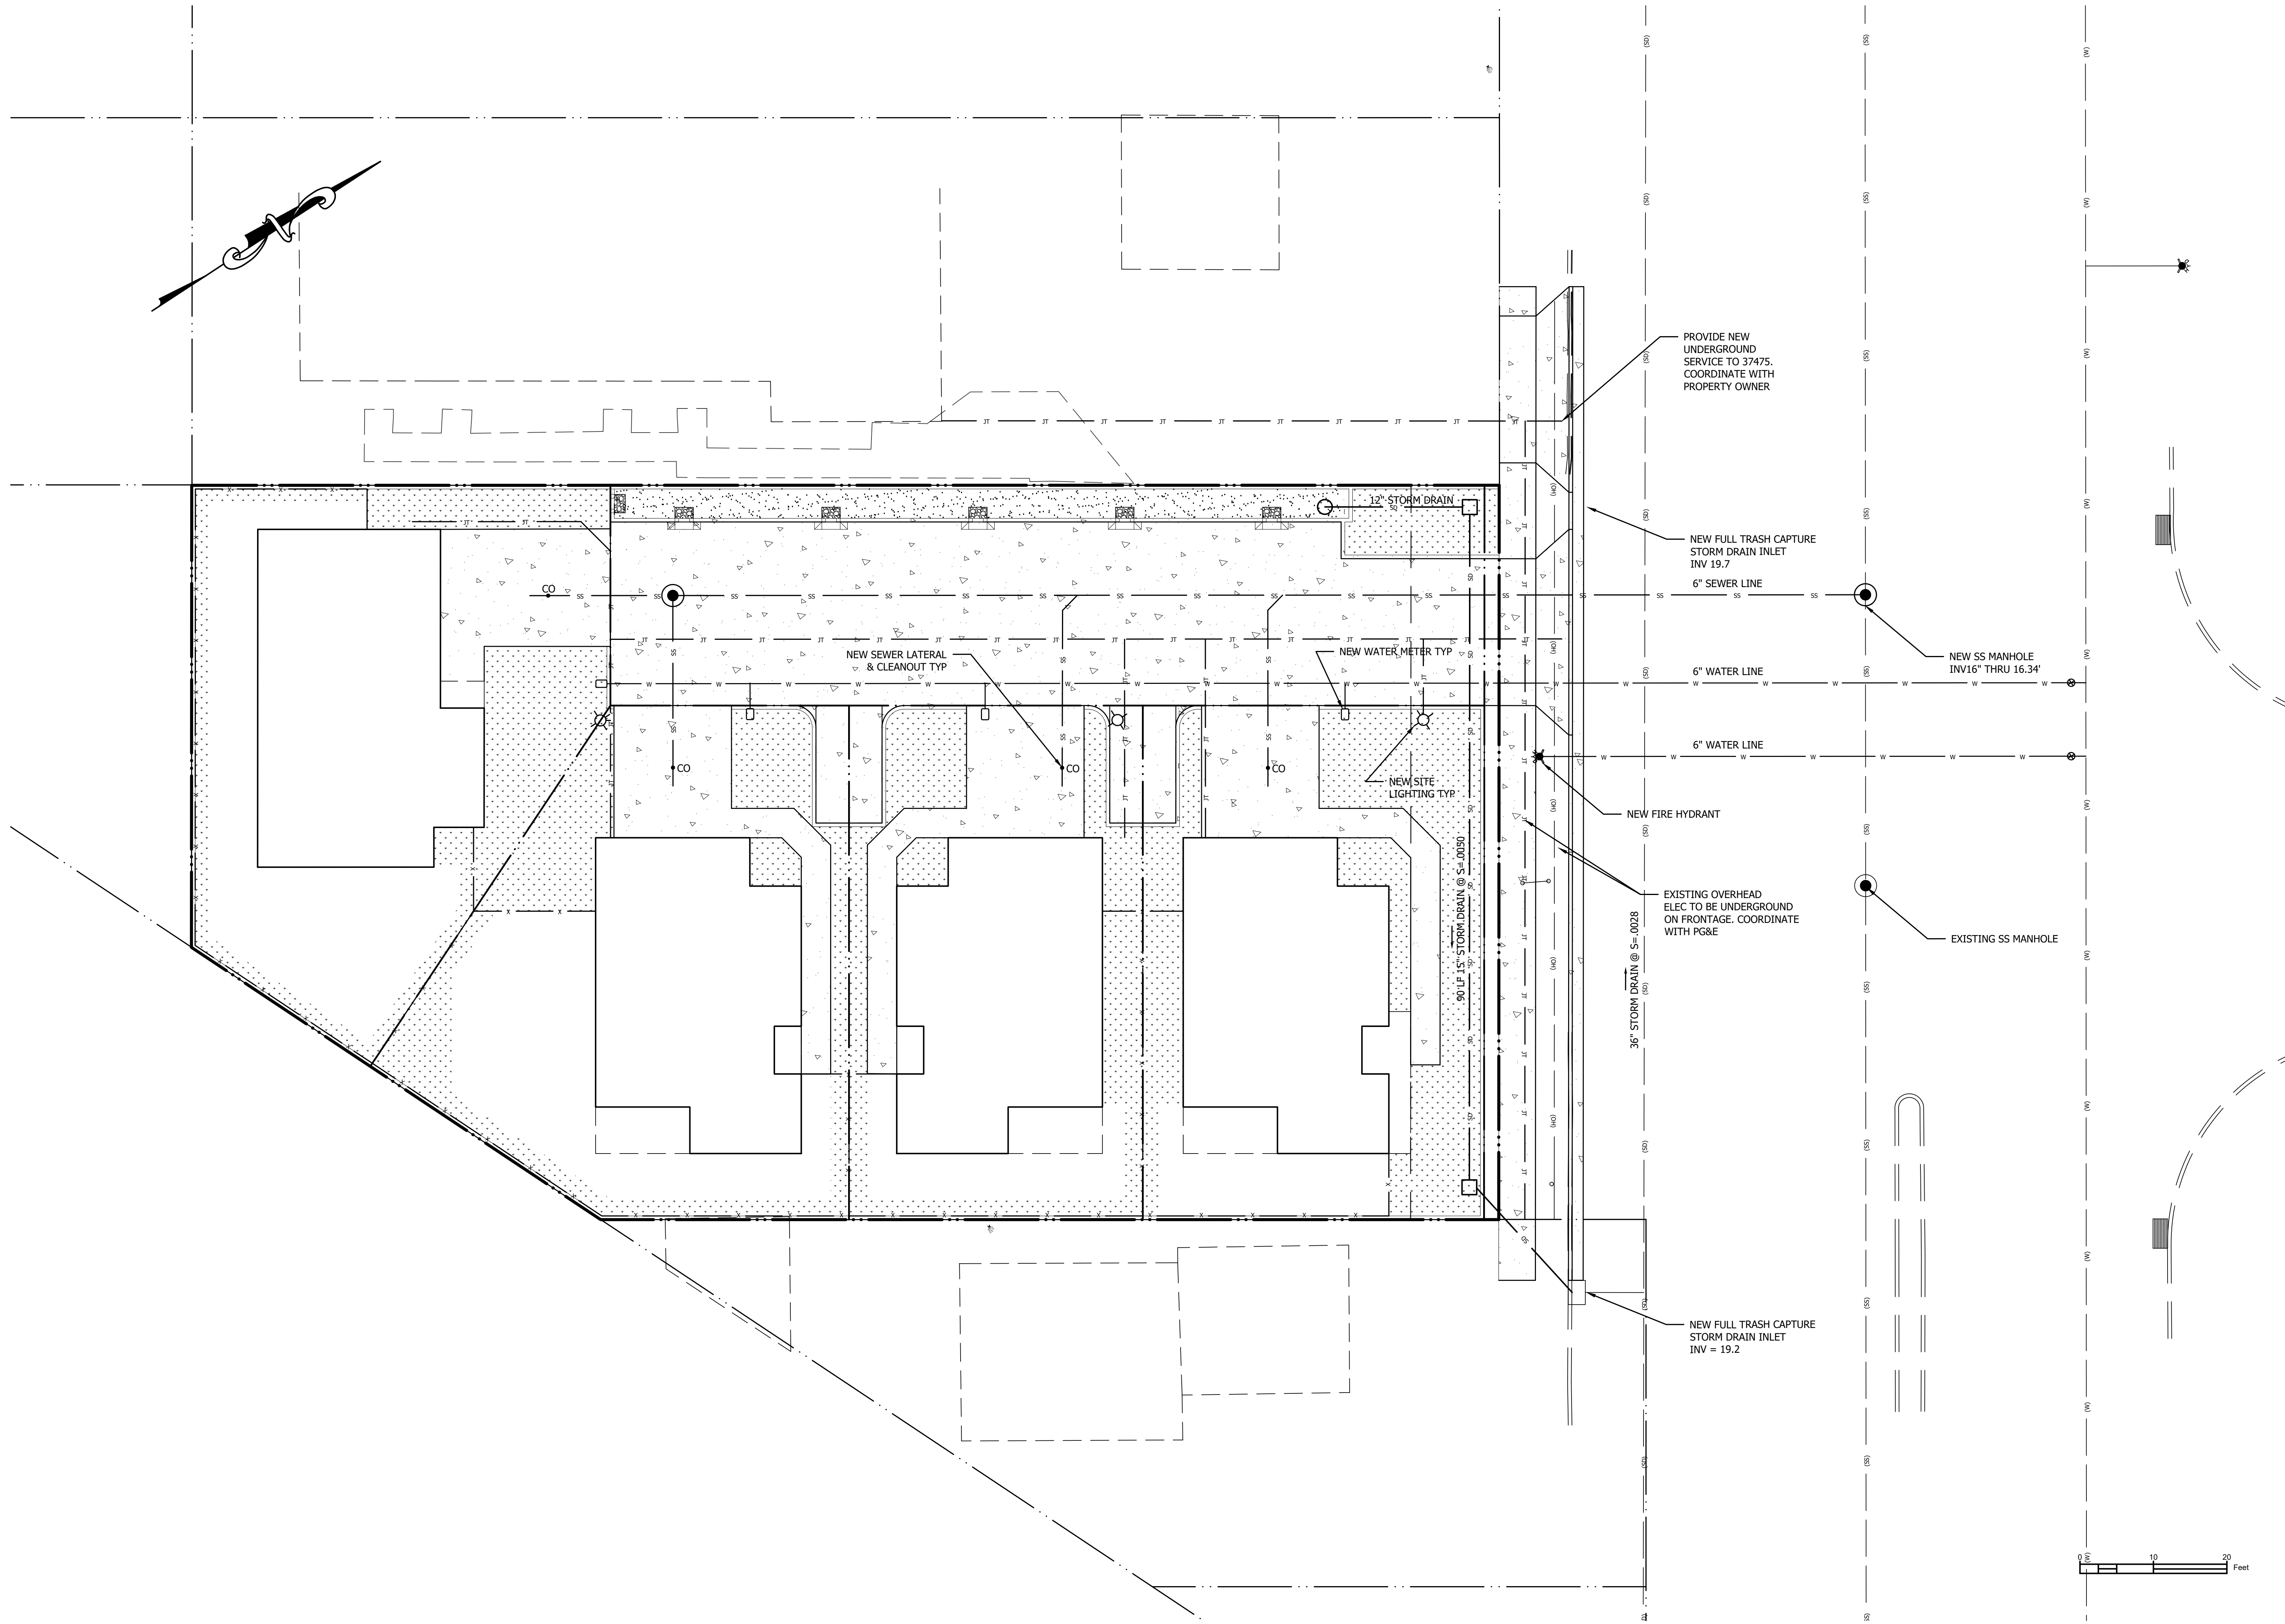 PROVIDE NEW
UNDERGROUND
SERVICE TO 37475.
COORDINATE WITH
PROPERTY OWNER
12" STORM DRAIN
SD
NEW FULL TRASH CAPTURE
STORM DRAIN INLET
INV 19.7
6" SEWER LINE
CO
NEW SEWER LATERAL
& CLEANOUT TYP
NEW WATER METER TYP
NEW SS MANHOLE
INV16" THRU 16.34'
6" WATER LINE
6" WATER LINE
CO
CO
CO
NEW SITE
LIGHTING TYP
NEW FIRE HYDRANT
90 LF 15" STORM DRAIN @ S=.0050
EXISTING OVERHEAD
ELEC TO BE UNDERGROUND
ON FRONTAGE. COORDINATE
WITH PG&E
36" STORM DRAIN @ S=.0028
EXISTING SS MANHOLE
NEW FULL TRASH CAPTURE
STORM DRAIN INLET
INV = 19.2
0 10 20
Feet